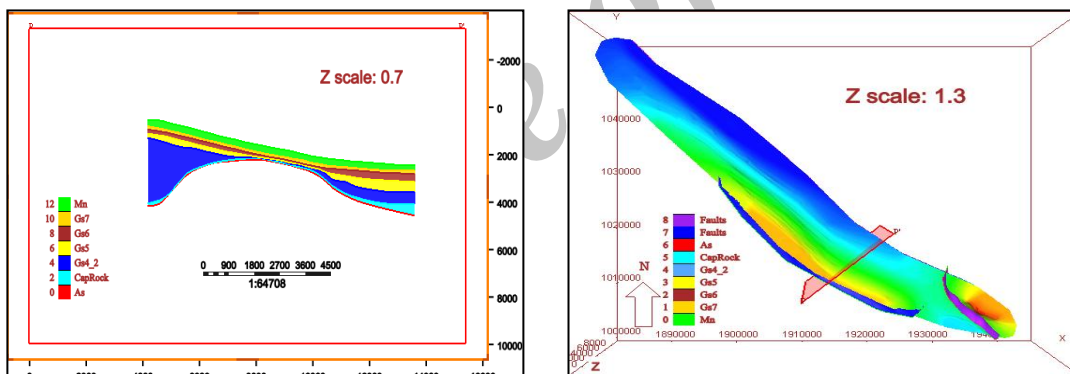 D D'
Z scale: 0.7
-2000
0
2000
4000
6000
8000
10000
12 Mn
10 Gs7
8 Gs6
6 Gs5
4 Gs4_2
2 CapRock
0 As
0 900 1800 2700 3600 4500
1:64708
Y
Z scale: 1.3
1040000
1030000
1020000
1010000
1000000
D'
8 Faults
7 Faults
6 As
5 CapRock
4 Gs4_2
3 Gs5
2 Gs6
1 Gs7
0 Mn
N
1890000 1900000 1910000 1920000 1930000
X
Z